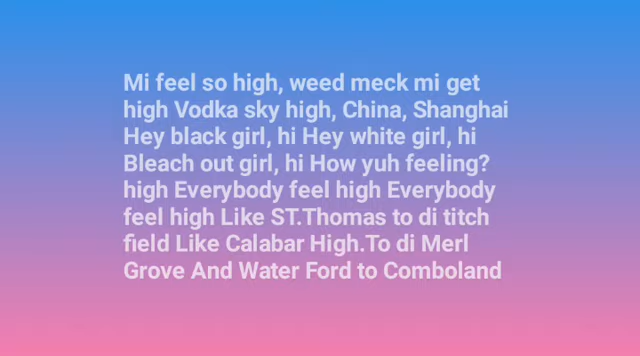 Mi feel so high, weed meck mi get
high Vodka sky high, China, Shanghai
Hey black girl, hi Hey white girl, hi
Bleach out girl, hi How yuh feeling?
high Everybody feel high Everybody
feel high Like ST.Thomas to di titch
field Like Calabar High.To di Merl
Grove And Water Ford to Comboland